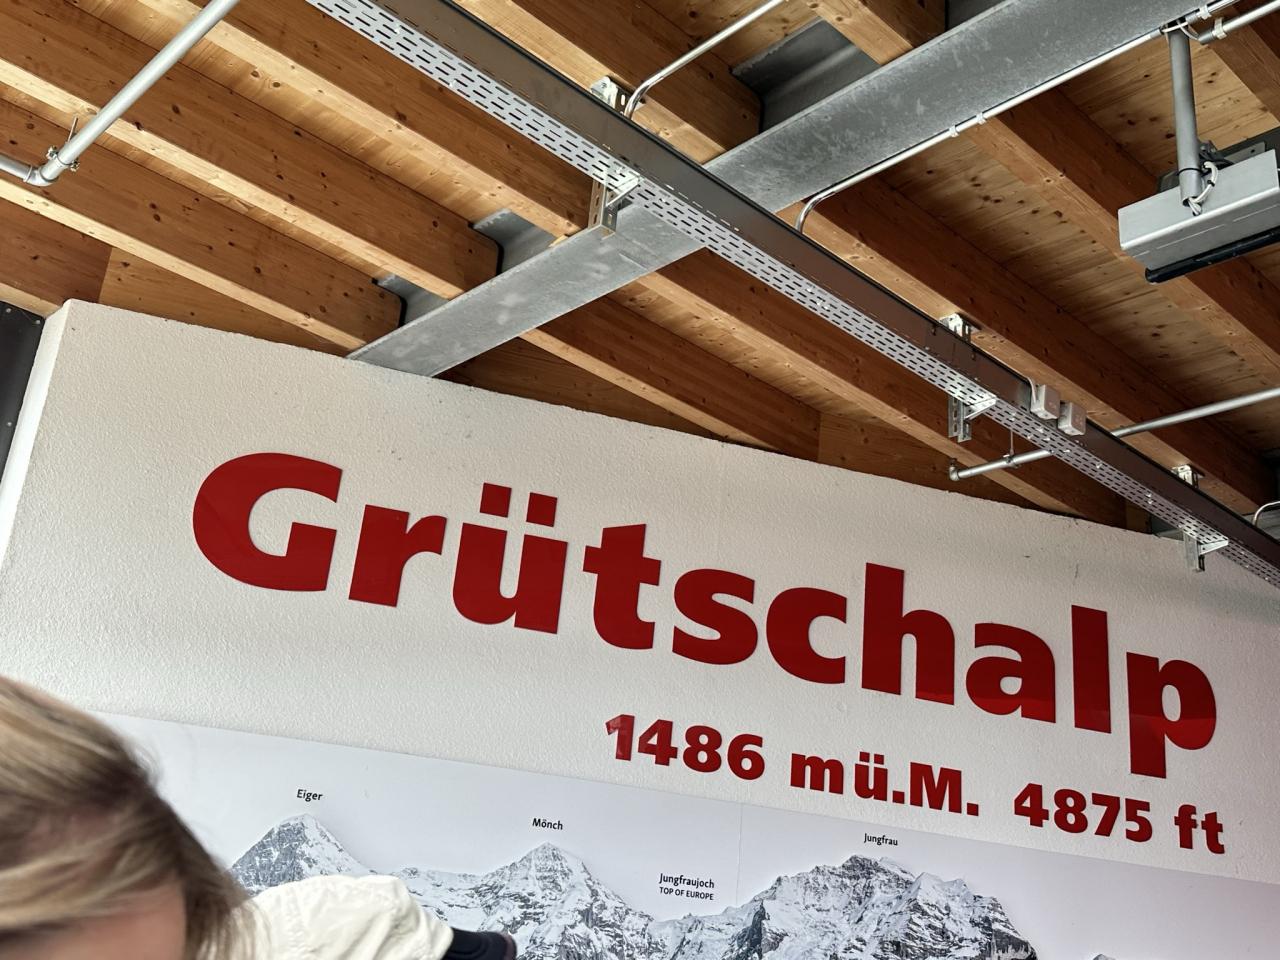 Grütschalp
1486 mü.M. 4875 ft
Eiger
Mönch
Jungfraujoch
TOP OF EUROPE
Jungfrau